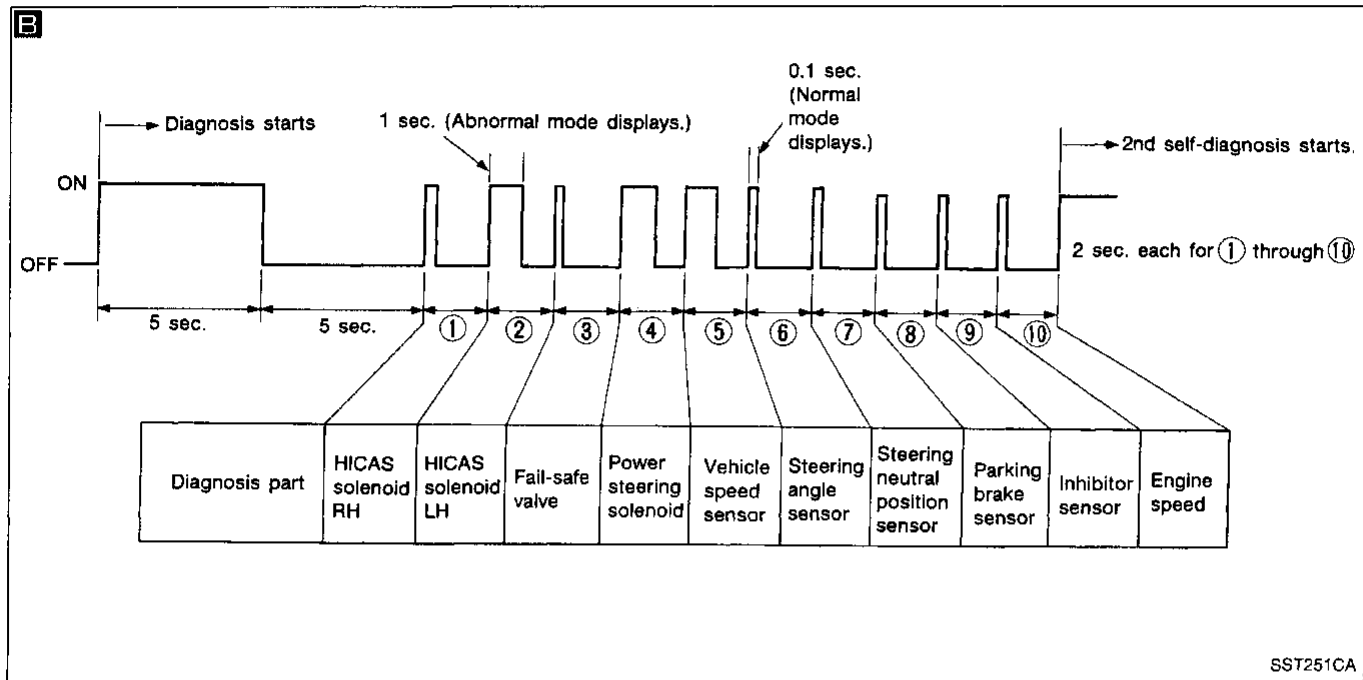 B
0.1 sec.
(Normal
mode
displays.)
Diagnosis starts
1 sec. (Abnormal mode displays.)
2nd self-diagnosis starts.
ON
OFF
2 sec. each for ① through ⑩
5 sec.
5 sec.
① ② ③ ④ ⑤ ⑥ ⑦ ⑧ ⑨ ⑩
Diagnosis part
HICAS
solenoid
RH
HICAS
solenoid
LH
Fail-safe
valve
Power
steering
solenoid
Vehicle
speed
sensor
Steering
angle
sensor
Steering
neutral
position
sensor
Parking
brake
sensor
Inhibitor
sensor
Engine
speed
SST251CA